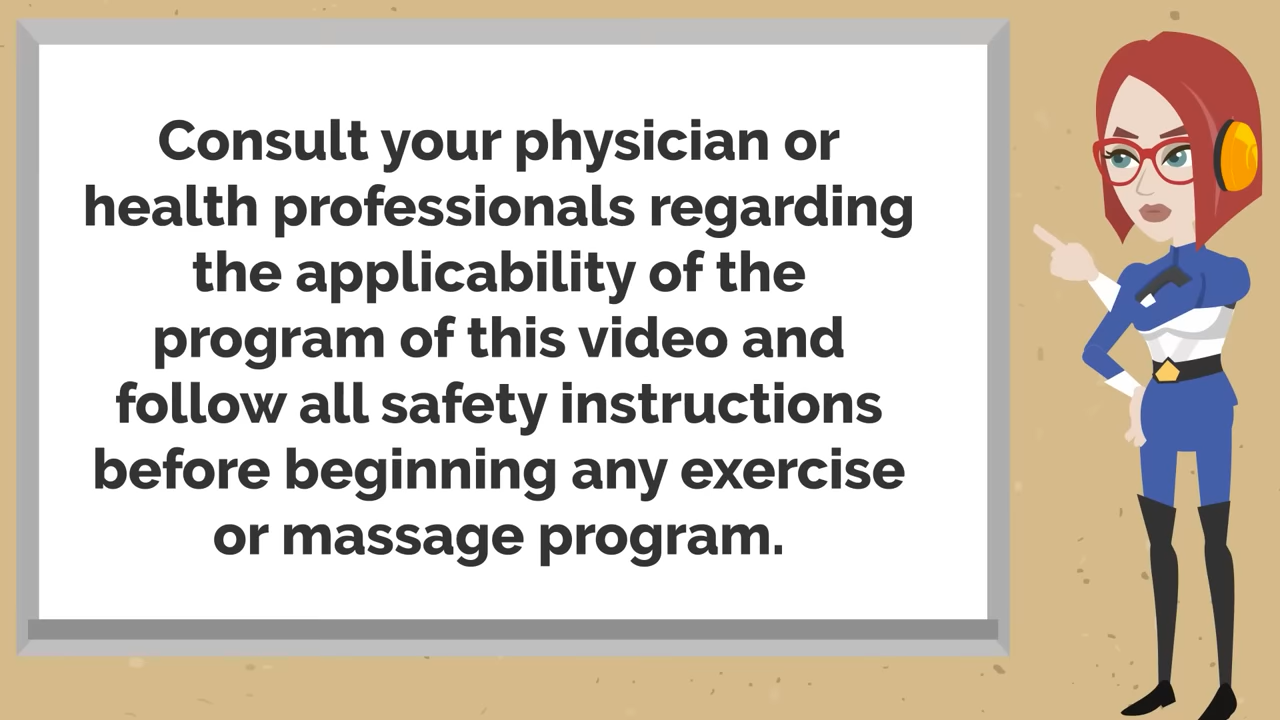 Consult your physician or
health professionals regarding
the applicability of the
program of this video and
follow all safety instructions
before beginning any exercise
or massage program.